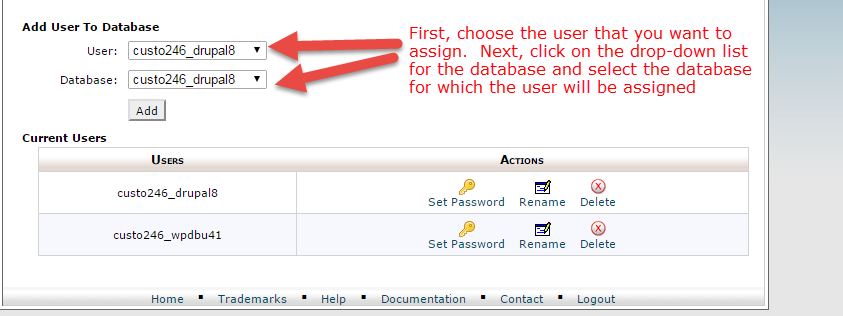 Add User To Database
User: custo246_drupal8
First, choose the user that you want to
assign. Next, click on the drop-down list
for the database and select the database
for which the user will be assigned
Database: custo246_drupal8
Add
Current Users
Users Actions
custo246_drupal8 Set Password Rename Delete
custo246_wpdbu41 Set Password Rename Delete
Home ▪ Trademarks ▪ Help ▪ Documentation ▪ Contact ▪ Logout